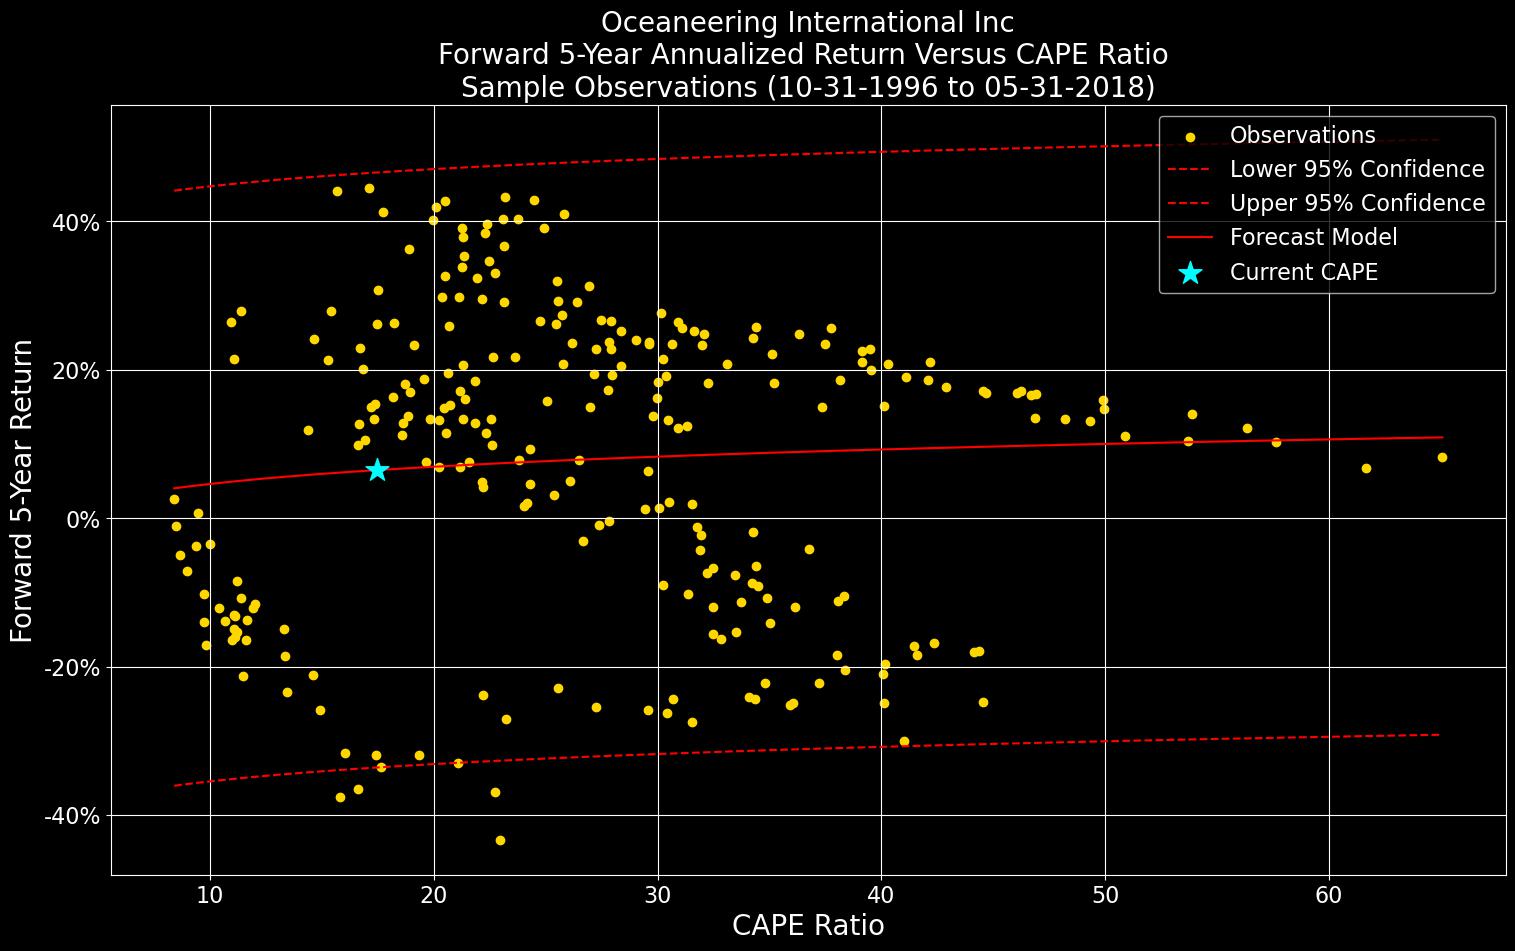 Oceaneering International Inc
Forward 5-Year Annualized Return Versus CAPE Ratio
Sample Observations (10-31-1996 to 05-31-2018)
Observations
Lower 95% Confidence
Upper 95% Confidence
Forecast Model
Current CAPE
Forward 5-Year Return
40%
20%
0%
-20%
-40%
10 20 30 40 50 60
CAPE Ratio